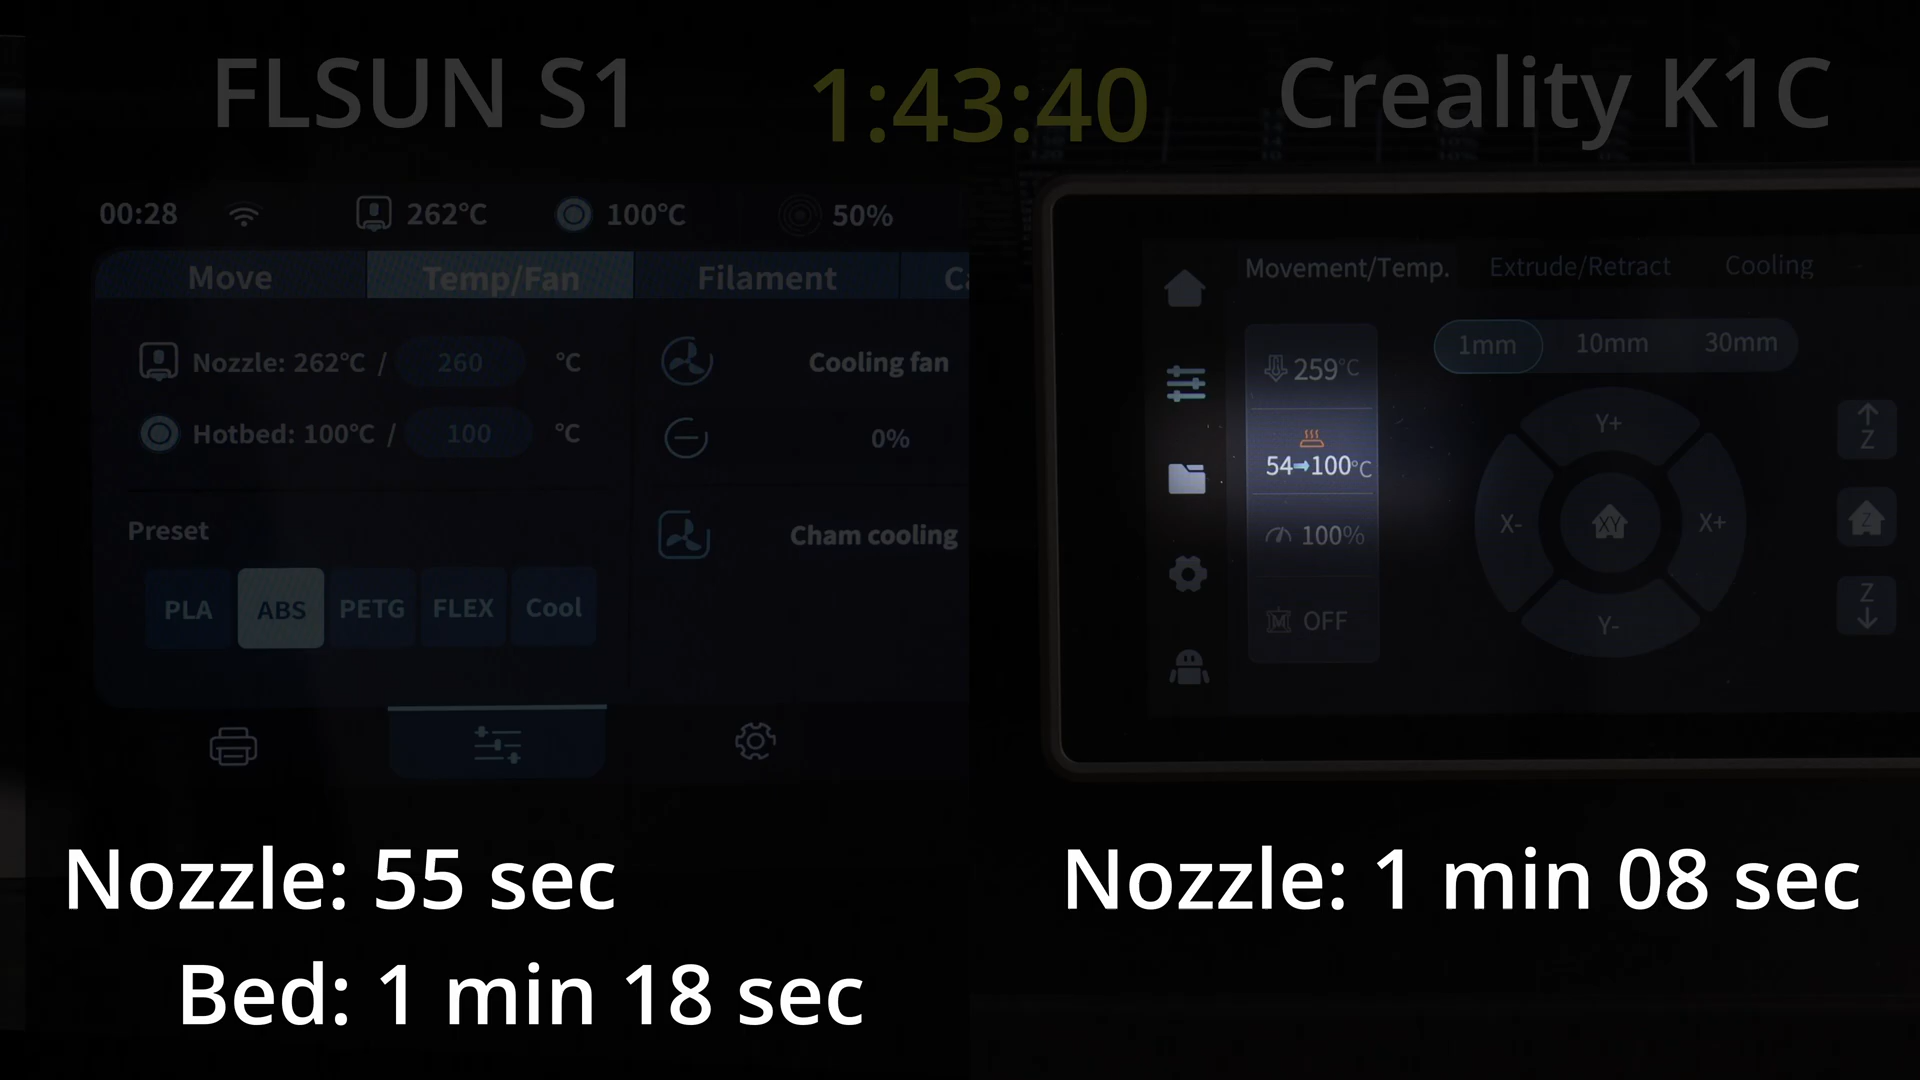 FLSUN S1
1:43:40
Creality K1C
00:28
262°C
100°C
50%
Move
Temp/Fan
Filament
Nozzle: 262°C / 260 °C
Hotbed: 100°C / 100 °C
Cooling fan
0%
Preset
Cham cooling
PLA
ABS
PETG
FLEX
Cool
Movement/Temp.
Extrude/Retract
Cooling
259°C
54➡100°C
100%
OFF
1mm
10mm
30mm
Y+
X-
XY
X+
Y-
Z
Z
Z
Nozzle: 55 sec
Bed: 1 min 18 sec
Nozzle: 1 min 08 sec